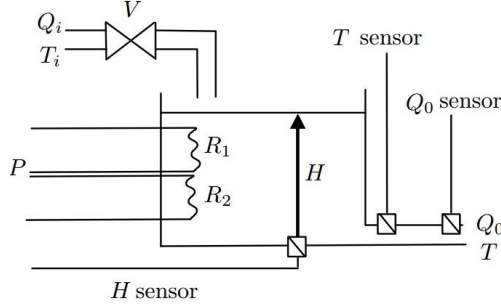 V
Q_i
T_i
T sensor
Q_0 sensor
R_1
P
H
R_2
Q_0
T
H sensor